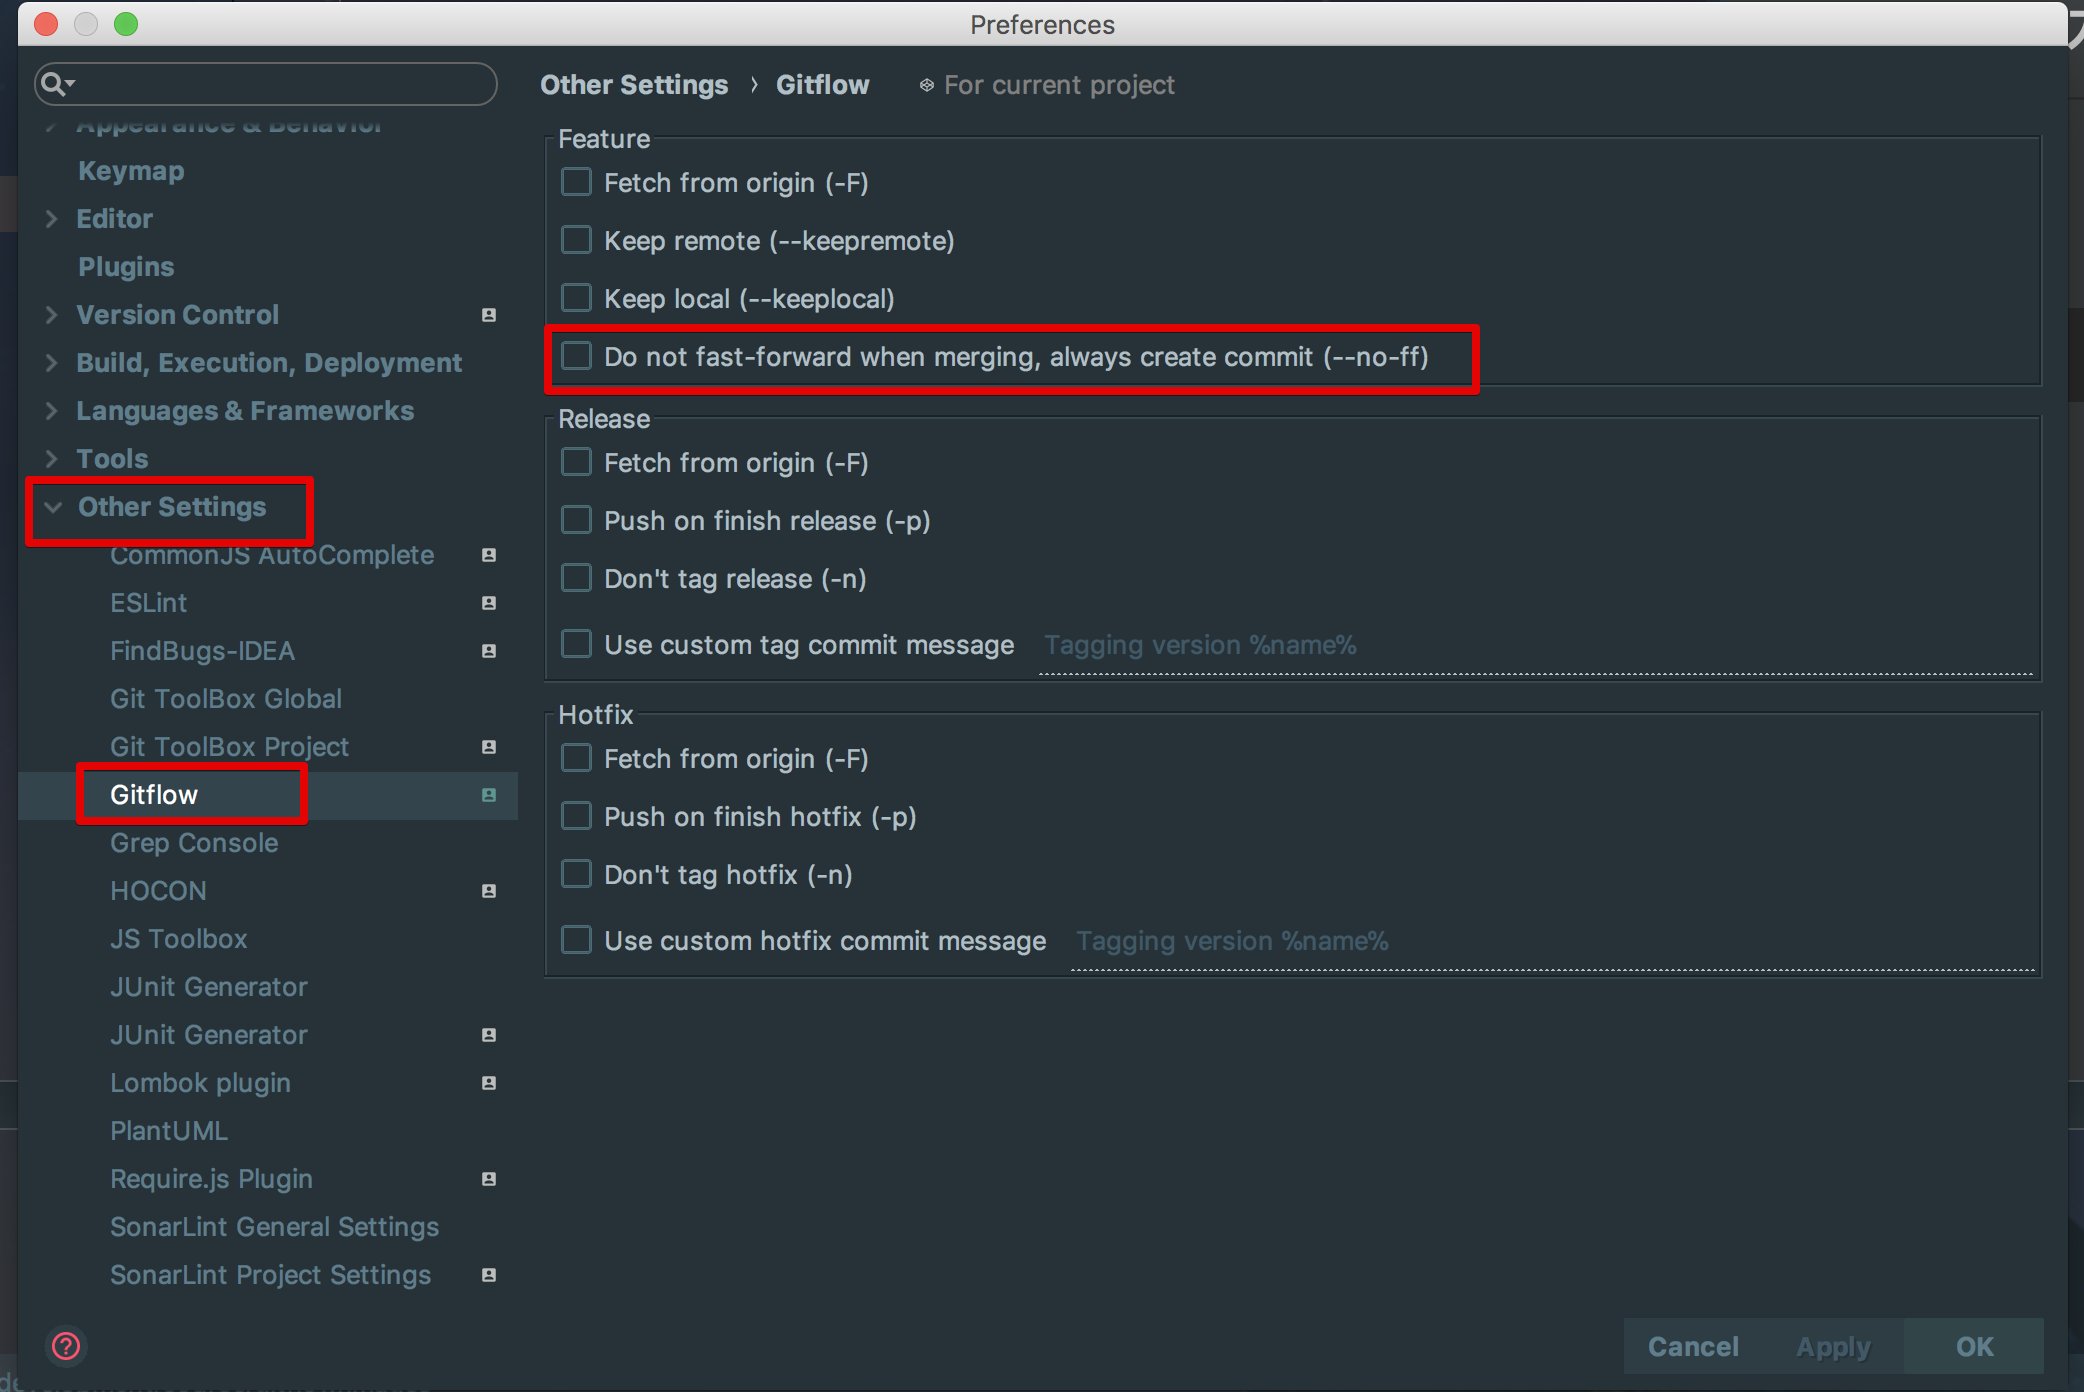 Preferences
Other Settings › Gitflow For current project
Appearance & Behavior
Keymap
Editor
Plugins
Version Control
Build, Execution, Deployment
Languages & Frameworks
Tools
Other Settings
CommonJS AutoComplete
ESLint
FindBugs-IDEA
Git ToolBox Global
Git ToolBox Project
Gitflow
Grep Console
HOCON
JS Toolbox
JUnit Generator
JUnit Generator
Lombok plugin
PlantUML
Require.js Plugin
SonarLint General Settings
SonarLint Project Settings
Feature
Fetch from origin (-F)
Keep remote (--keepremote)
Keep local (--keeplocal)
Do not fast-forward when merging, always create commit (--no-ff)
Release
Fetch from origin (-F)
Push on finish release (-p)
Don't tag release (-n)
Use custom tag commit message Tagging version %name%
Hotfix
Fetch from origin (-F)
Push on finish hotfix (-p)
Don't tag hotfix (-n)
Use custom hotfix commit message Tagging version %name%
?
Cancel Apply OK